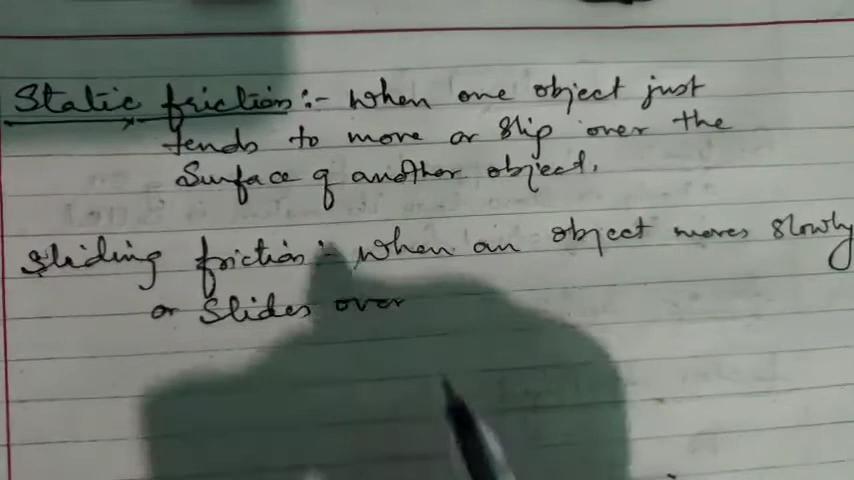 Static friction :- When one object just
tends to move or slip over the
Surface of another object.
Sliding friction :- when an object moves slowly
or slides over